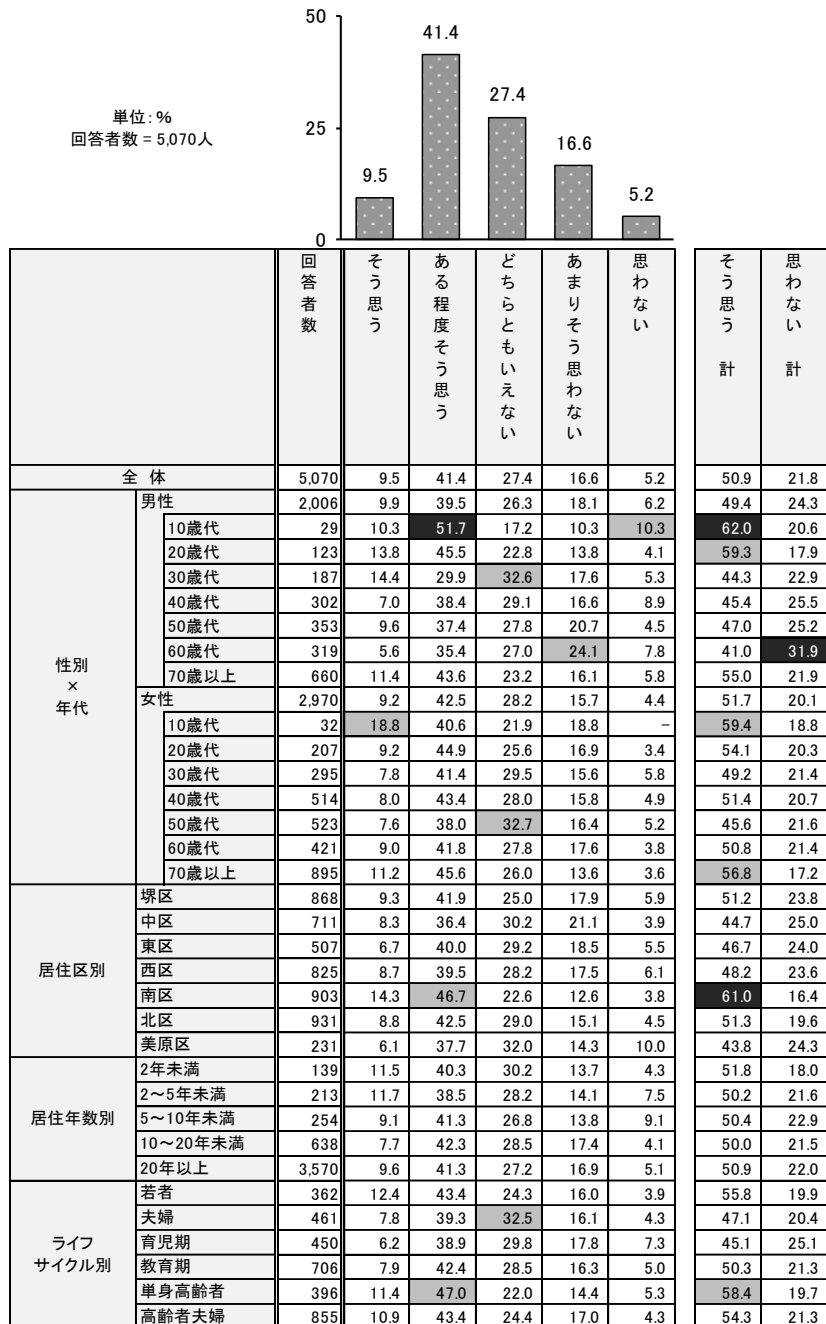 50
41.4
27.4
単位：％
25
回答者数 = 5,070人
16.6
9.5
5.2
0
回答者数 そう思う ある程度そう思う どちらともいえない あまりそう思わない 思わない そう思う 計 思わない 計
全 体 5,070 9.5 41.4 27.4 16.6 5.2 50.9 21.8
性別×年代
男性 2,006 9.9 39.5 26.3 18.1 6.2 49.4 24.3
10歳代 29 10.3 51.7 17.2 10.3 10.3 62.0 20.6
20歳代 123 13.8 45.5 22.8 13.8 4.1 59.3 17.9
30歳代 187 14.4 29.9 32.6 17.6 5.3 44.3 22.9
40歳代 302 7.0 38.4 29.1 16.6 8.9 45.4 25.5
50歳代 353 9.6 37.4 27.8 20.7 4.5 47.0 25.2
60歳代 319 5.6 35.4 27.0 24.1 7.8 41.0 31.9
70歳以上 660 11.4 43.6 23.2 16.1 5.8 55.0 21.9
女性 2,970 9.2 42.5 28.2 15.7 4.4 51.7 20.1
10歳代 32 18.8 40.6 21.9 18.8 － 59.4 18.8
20歳代 207 9.2 44.9 25.6 16.9 3.4 54.1 20.3
30歳代 295 7.8 41.4 29.5 15.6 5.8 49.2 21.4
40歳代 514 8.0 43.4 28.0 15.8 4.9 51.4 20.7
50歳代 523 7.6 38.0 32.7 16.4 5.2 45.6 21.6
60歳代 421 9.0 41.8 27.8 17.6 3.8 50.8 21.4
70歳以上 895 11.2 45.6 26.0 13.6 3.6 56.8 17.2
居住区別
堺区 868 9.3 41.9 25.0 17.9 5.9 51.2 23.8
中区 711 8.3 36.4 30.2 21.1 3.9 44.7 25.0
東区 507 6.7 40.0 29.2 18.5 5.5 46.7 24.0
西区 825 8.7 39.5 28.2 17.5 6.1 48.2 23.6
南区 903 14.3 46.7 22.6 12.6 3.8 61.0 16.4
北区 931 8.8 42.5 29.0 15.1 4.5 51.3 19.6
美原区 231 6.1 37.7 32.0 14.3 10.0 43.8 24.3
居住年数別
2年未満 139 11.5 40.3 30.2 13.7 4.3 51.8 18.0
2～5年未満 213 11.7 38.5 28.2 14.1 7.5 50.2 21.6
5～10年未満 254 9.1 41.3 26.8 13.8 9.1 50.4 22.9
10～20年未満 638 7.7 42.3 28.5 17.4 4.1 50.0 21.5
20年以上 3,570 9.6 41.3 27.2 16.9 5.1 50.9 22.0
ライフ
サイクル別
若者 362 12.4 43.4 24.3 16.0 3.9 55.8 19.9
夫婦 461 7.8 39.3 32.5 16.1 4.3 47.1 20.4
育児期 450 6.2 38.9 29.8 17.8 7.3 45.1 25.1
教育期 706 7.9 42.4 28.5 16.3 5.0 50.3 21.3
単身高齢者 396 11.4 47.0 22.0 14.4 5.3 58.4 19.7
高齢者夫婦 855 10.9 43.4 24.4 17.0 4.3 54.3 21.3